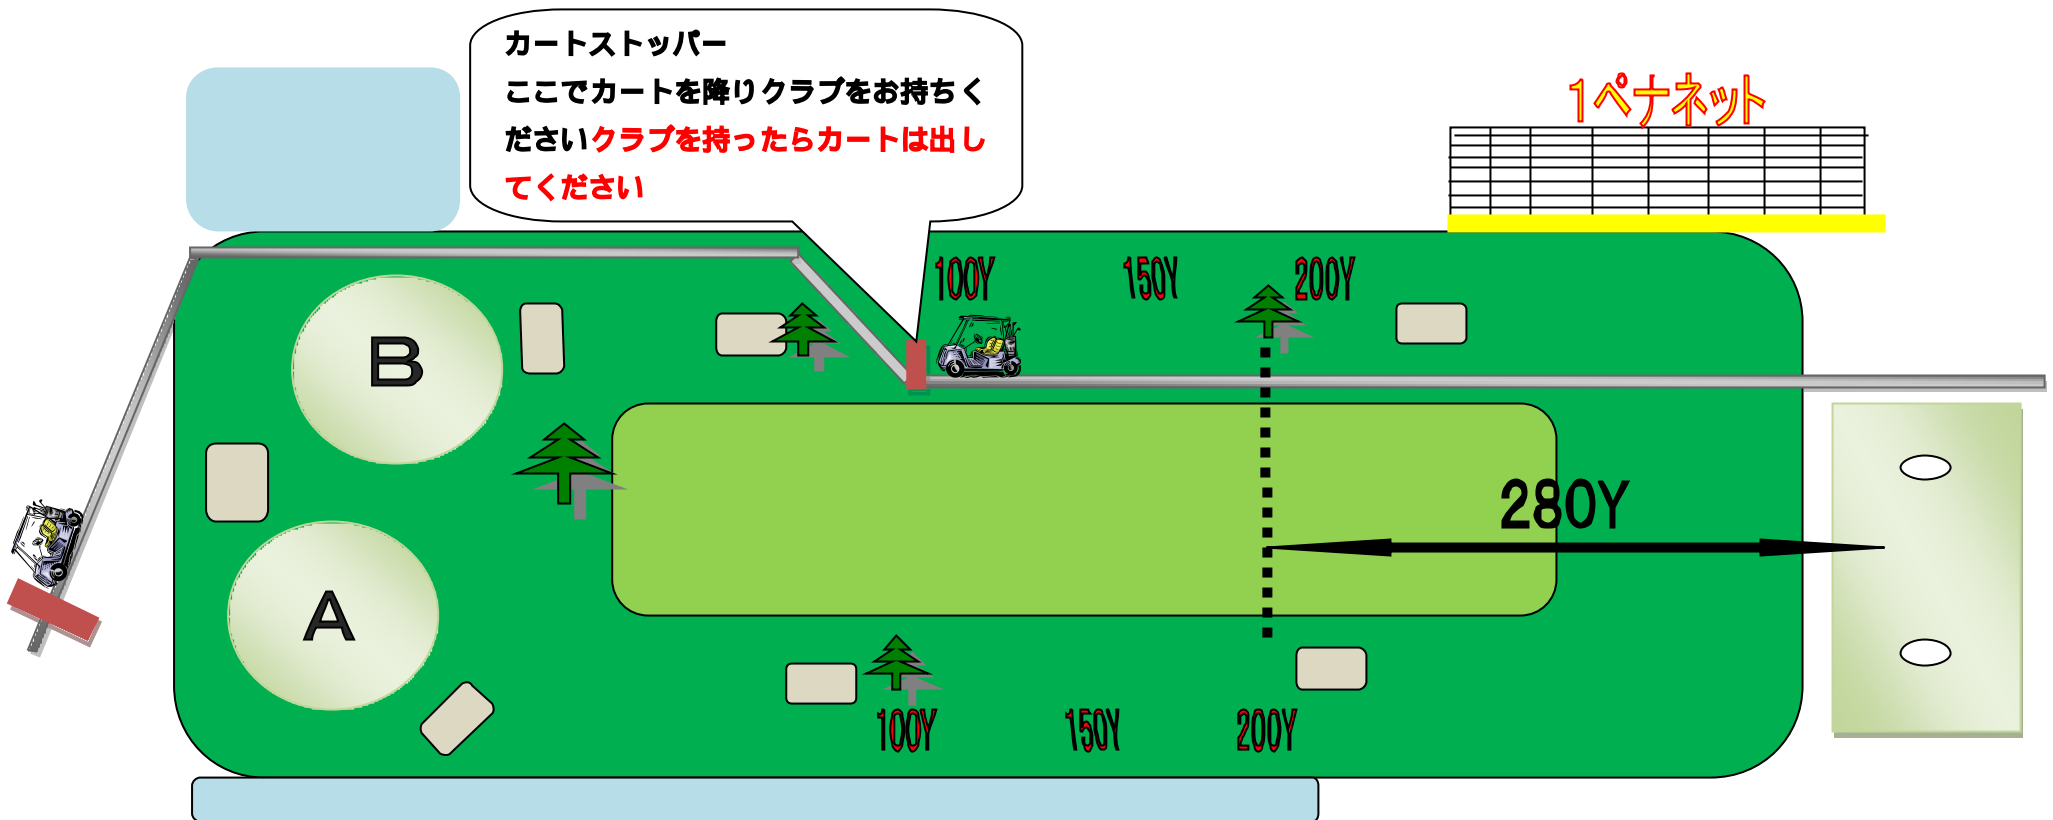 カートストッパー
ここでカートを降りクラブをお持ちく
ださいクラブを持ったらカートは出し
てください
1ペナネット
100Y 150Y 200Y
B
280Y
A
100Y 150Y 200Y